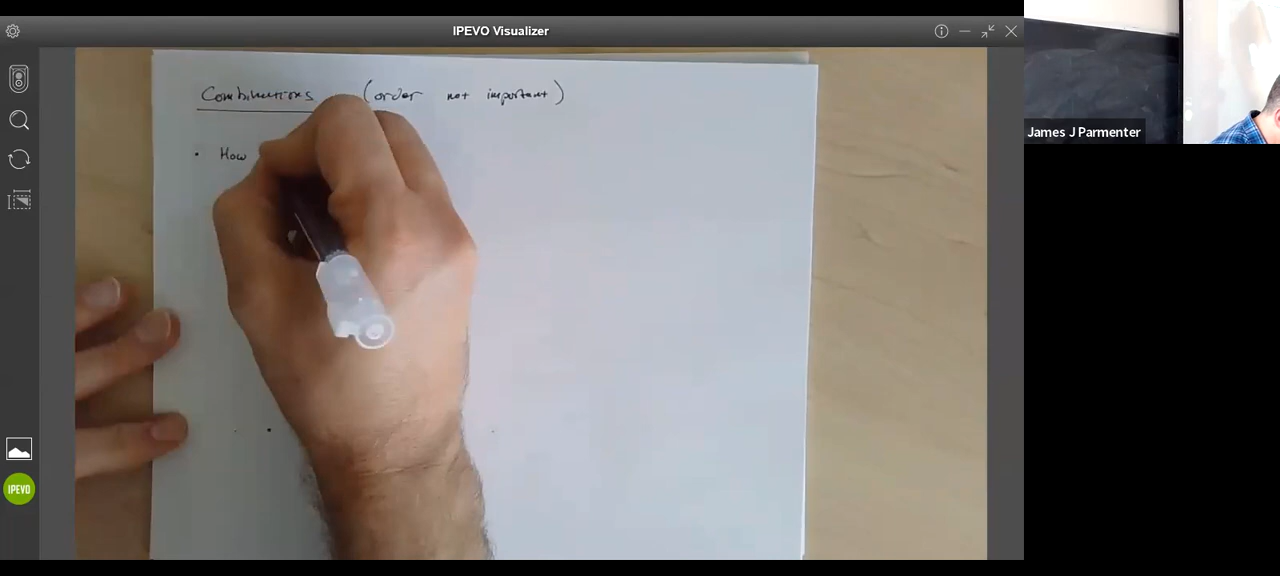 IPEVO Visualizer
Combinations (order not important)
• How
James J Parmenter
IPEVO